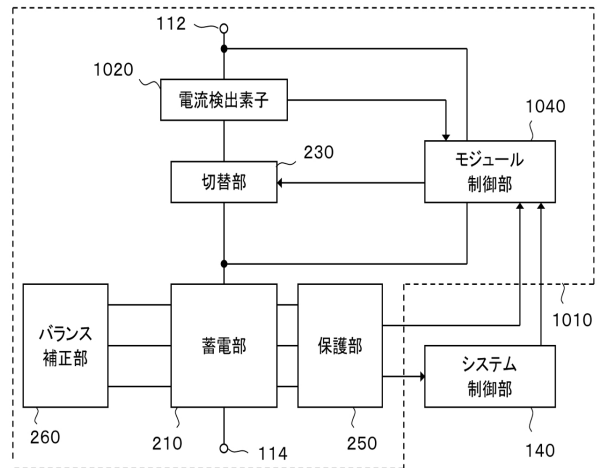 112
1020
電流検出素子
1040
230
モジュール
制御部
切替部
バランス
補正部
蓄電部
保護部
1010
システム
制御部
260
210
114
250
140